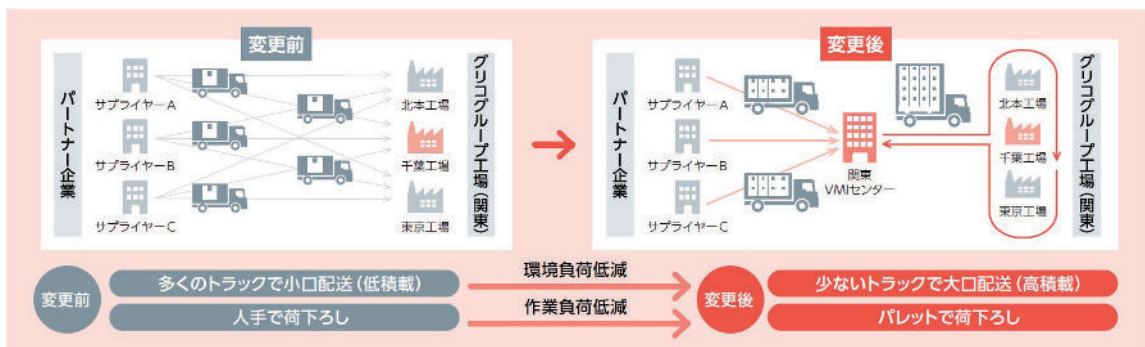 変更前
パートナー企業
サプライヤーA
サプライヤーB
サプライヤーC
北本工場
千葉工場
東京工場
グリコグループ工場（関東）
変更後
パートナー企業
サプライヤーA
サプライヤーB
サプライヤーC
関東
VMIセンター
北本工場
千葉工場
東京工場
グリコグループ工場（関東）
変更前
多くのトラックで小口配送（低積載）
人手で荷下ろし
環境負荷低減
作業負荷低減
変更後
少ないトラックで大口配送（高積載）
パレットで荷下ろし